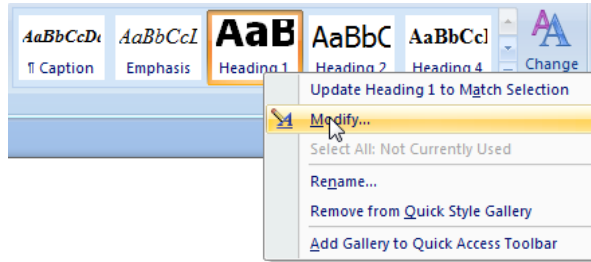 AaBbCcDc AaBbCcI AaB AaBbC AaBbCcI
¶ Caption Emphasis Heading 1 Heading 2 Heading 4 Change
Update Heading 1 to Match Selection
Modify...
Select All: Not Currently Used
Rename...
Remove from Quick Style Gallery
Add Gallery to Quick Access Toolbar